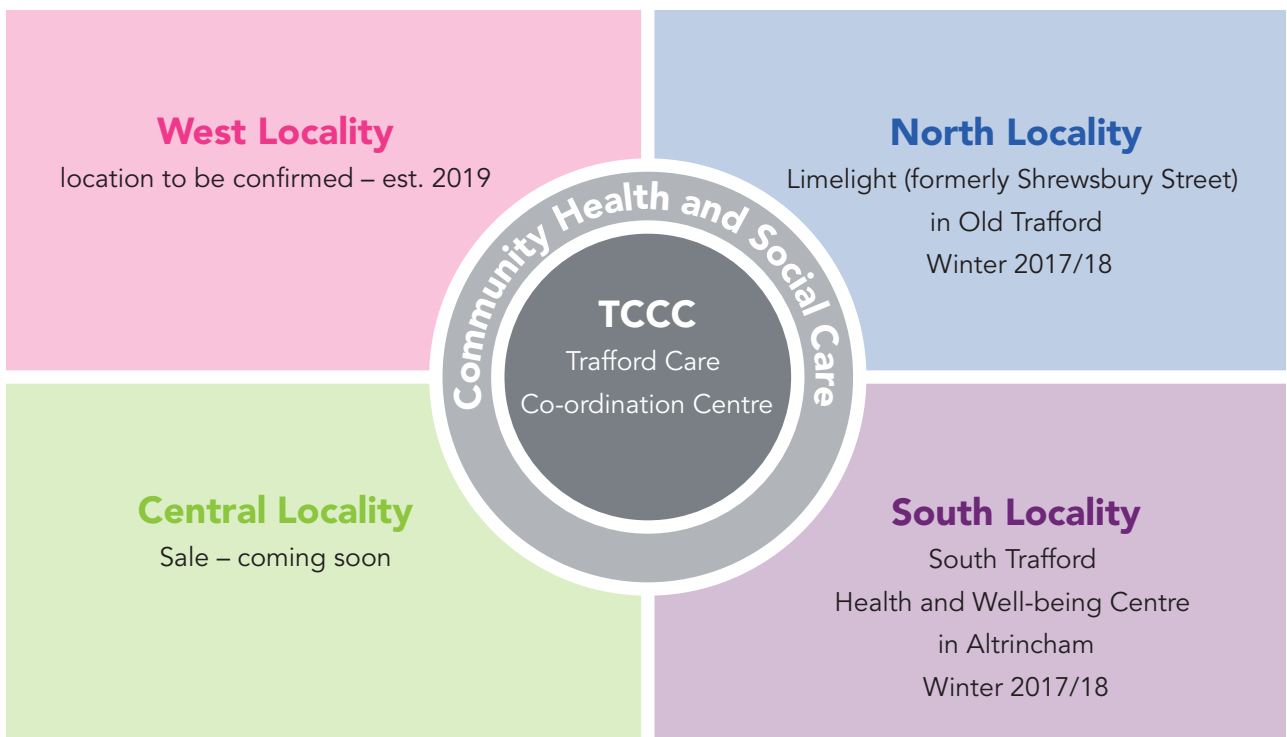 West Locality
location to be confirmed – est. 2019
North Locality
Limelight (formerly Shrewsbury Street)
in Old Trafford
Winter 2017/18
Community Health and Social Care
TCCC
Trafford Care
Co-ordination Centre
Central Locality
Sale – coming soon
South Locality
South Trafford
Health and Well-being Centre
in Altrincham
Winter 2017/18